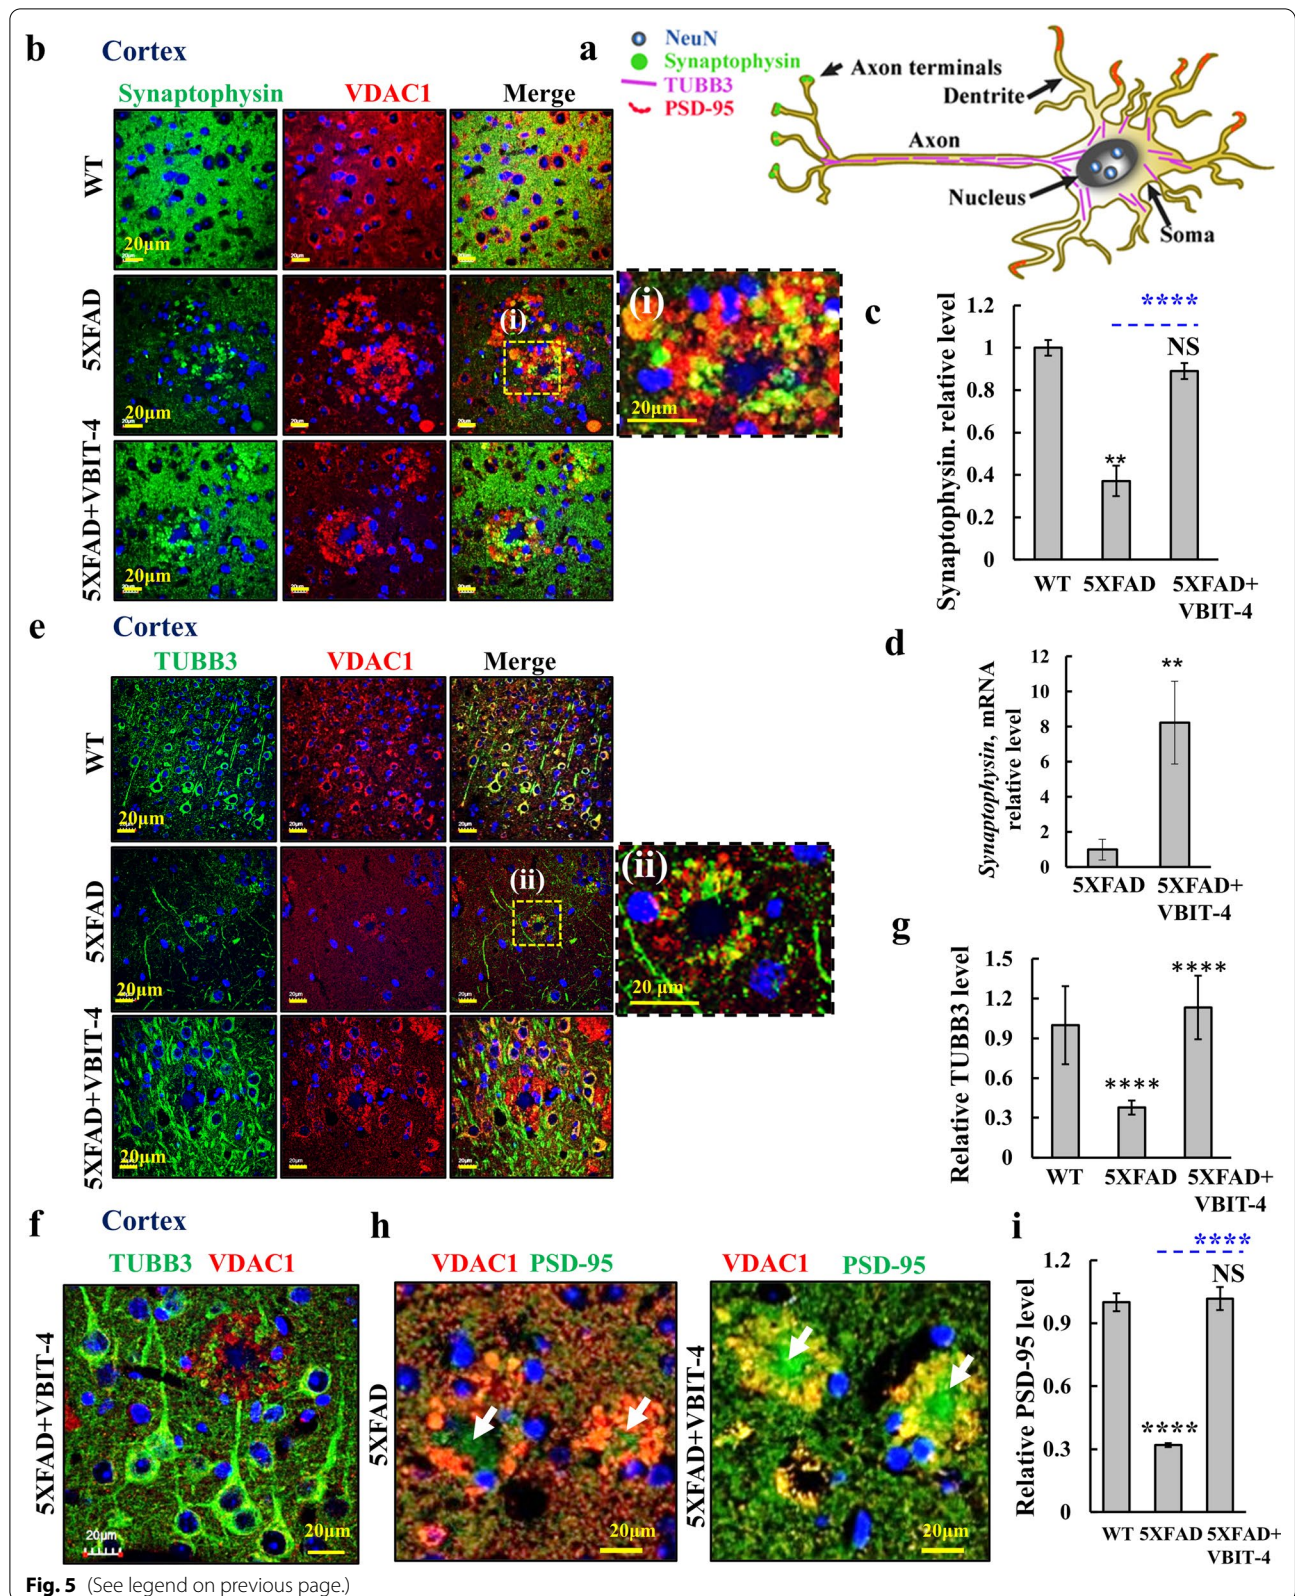 b
Cortex
Synaptophysin VDAC1 Merge
WT
20µm
5XFAD
20µm
(i)
5XFAD+VBIT-4
20µm
(i)
20µm
a
NeuN
Synaptophysin
TUBB3
PSD-95
Axon terminals
Dentrite
Axon
Nucleus
Soma
c
Synaptophysin. relative level
1.2
1
0.8
0.6
0.4
0.2
0
**
****
NS
WT 5XFAD 5XFAD+
VBIT-4
d
Synaptophysin, mRNA
relative level
12
10
8
6
4
2
0
**
5XFAD 5XFAD+
VBIT-4
e
Cortex
TUBB3 VDAC1 Merge
WT
20µm
20µm
5XFAD
20µm
20µm
(ii)
5XFAD+VBIT-4
20µm
20µm
(ii)
20 µm
g
Relative TUBB3 level
1.5
1.2
0.9
0.6
0.3
0
****
****
WT 5XFAD 5XFAD+
VBIT-4
f
Cortex
TUBB3 VDAC1
5XFAD+VBIT-4
20µm
20µm
h
VDAC1 PSD-95
5XFAD
20µm
VDAC1 PSD-95
5XFAD+VBIT-4
20µm
i
Relative PSD-95 level
1.2
0.9
0.6
0.3
0
****
****
NS
WT 5XFAD 5XFAD+
VBIT-4
Fig. 5 (See legend on previous page.)